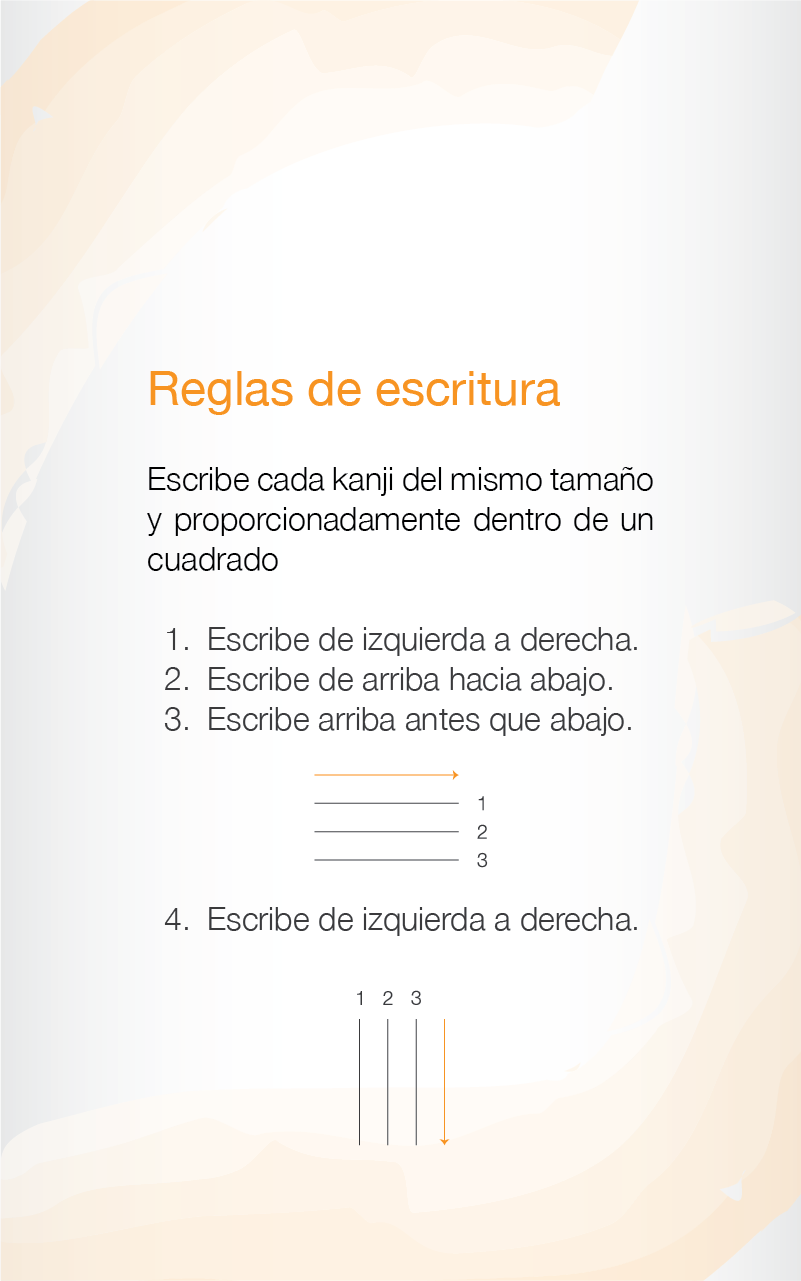 Reglas de escritura
Escribe cada kanji del mismo tamaño
y proporcionadamente dentro de un
cuadrado
1. Escribe de izquierda a derecha.
2. Escribe de arriba hacia abajo.
3. Escribe arriba antes que abajo.
1
2
3
4. Escribe de izquierda a derecha.
1 2 3